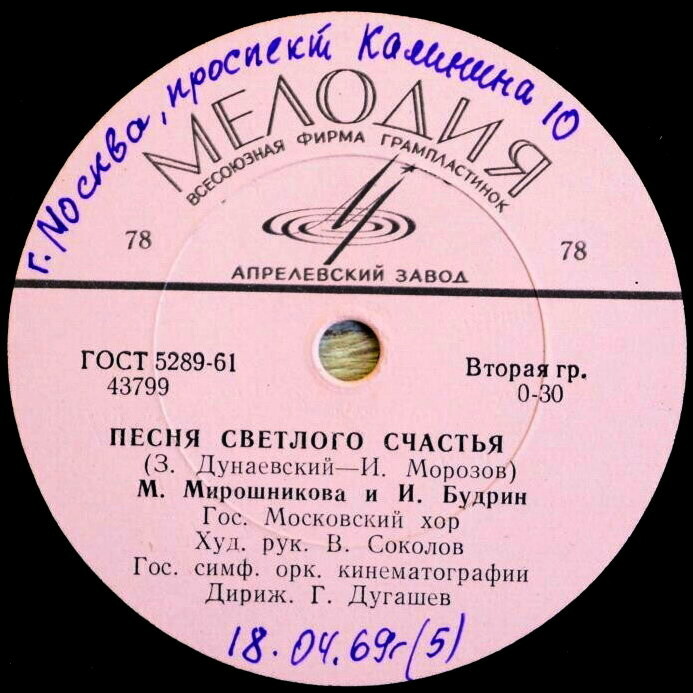 г. Москва, проспект Калинина 10
МЕЛОДИЯ
ВСЕСОЮЗНАЯ ФИРМА ГРАМПЛАСТИНОК
78
78
АПРЕЛЕВСКИЙ ЗАВОД
ГОСТ 5289-61
43799
Вторая гр.
0-30
ПЕСНЯ СВЕТЛОГО СЧАСТЬЯ
(З. Дунаевский—И. Морозов)
М. Мирошникова и И. Будрин
Гос. Московский хор
Худ. рук. В. Соколов
Гос. симф. орк. кинематографии
Дириж. Г. Дугашев
18.04.69г(5)